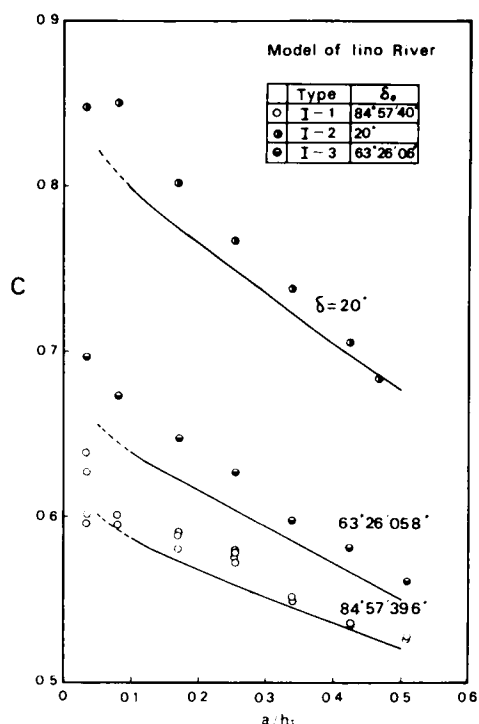 0.9
Model of Iino River
Type δ₀
I-1 84°57′40″
I-2 20°
I-3 63°26′06″
0.8
C
δ=20°
0.7
63°26′058″
0.6
84°57′396″
0.5
0 0.1 0.2 0.3 0.4 0.5 0.6
a/h₁